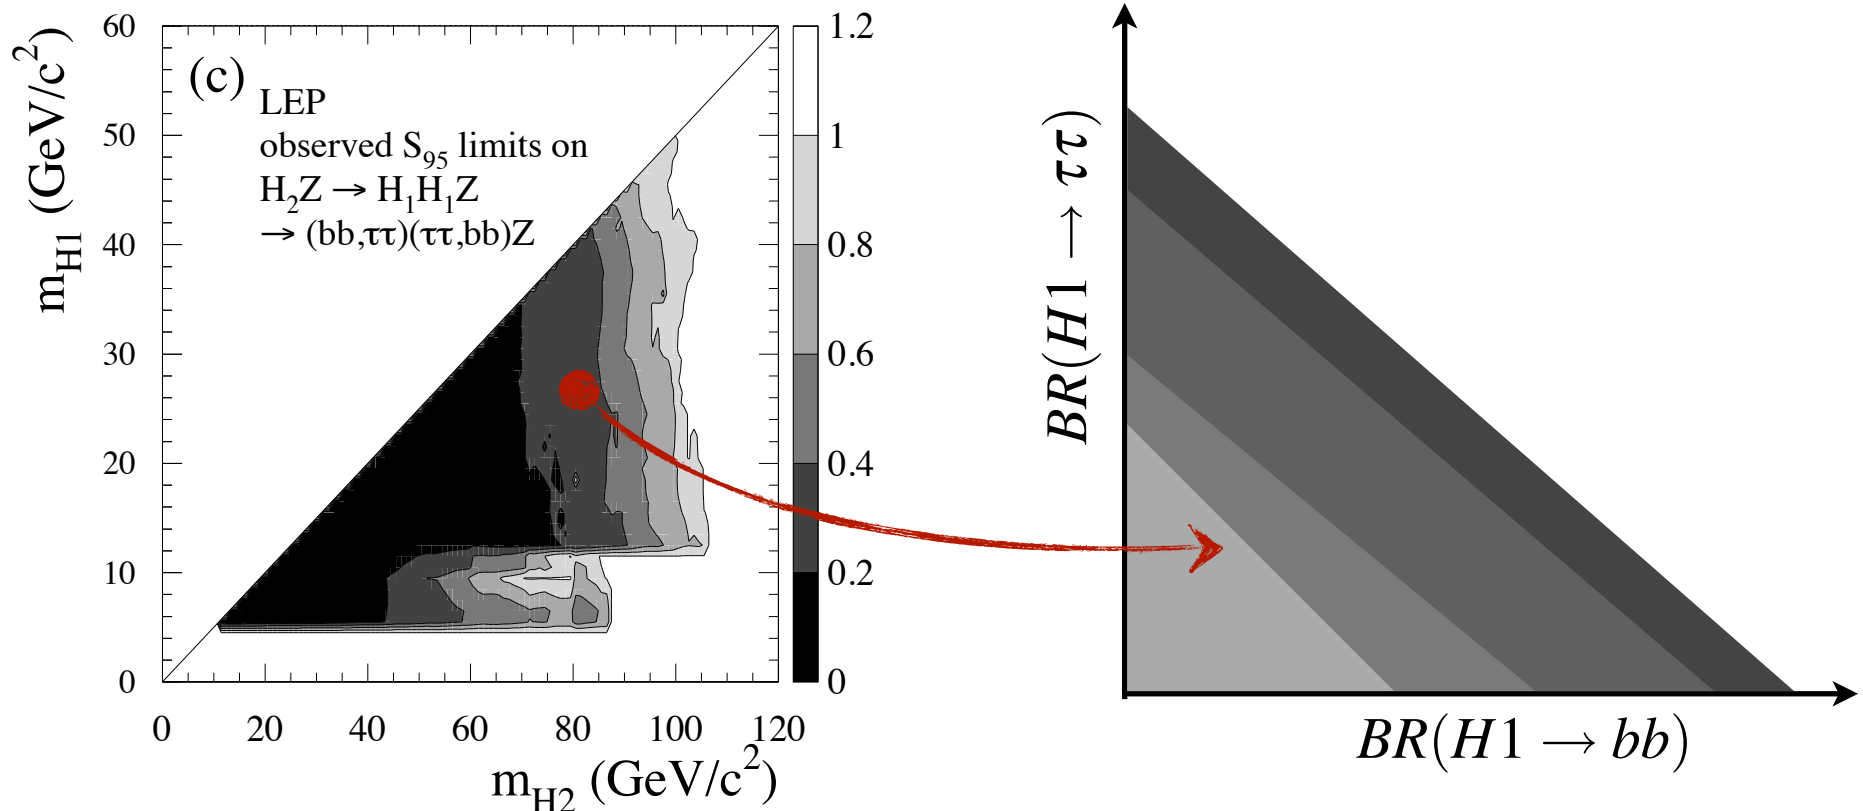 (c)
LEP
observed S₉₅ limits on
H₂Z → H₁H₁Z
→ (bb,ττ)(ττ,bb)Z
m_H1 (GeV/c²)
60
50
40
30
20
10
0
0 20 40 60 80 100 120
m_H2 (GeV/c²)
1.2
1
0.8
0.6
0.4
0.2
0
BR(H1 → ττ)
BR(H1 → bb)